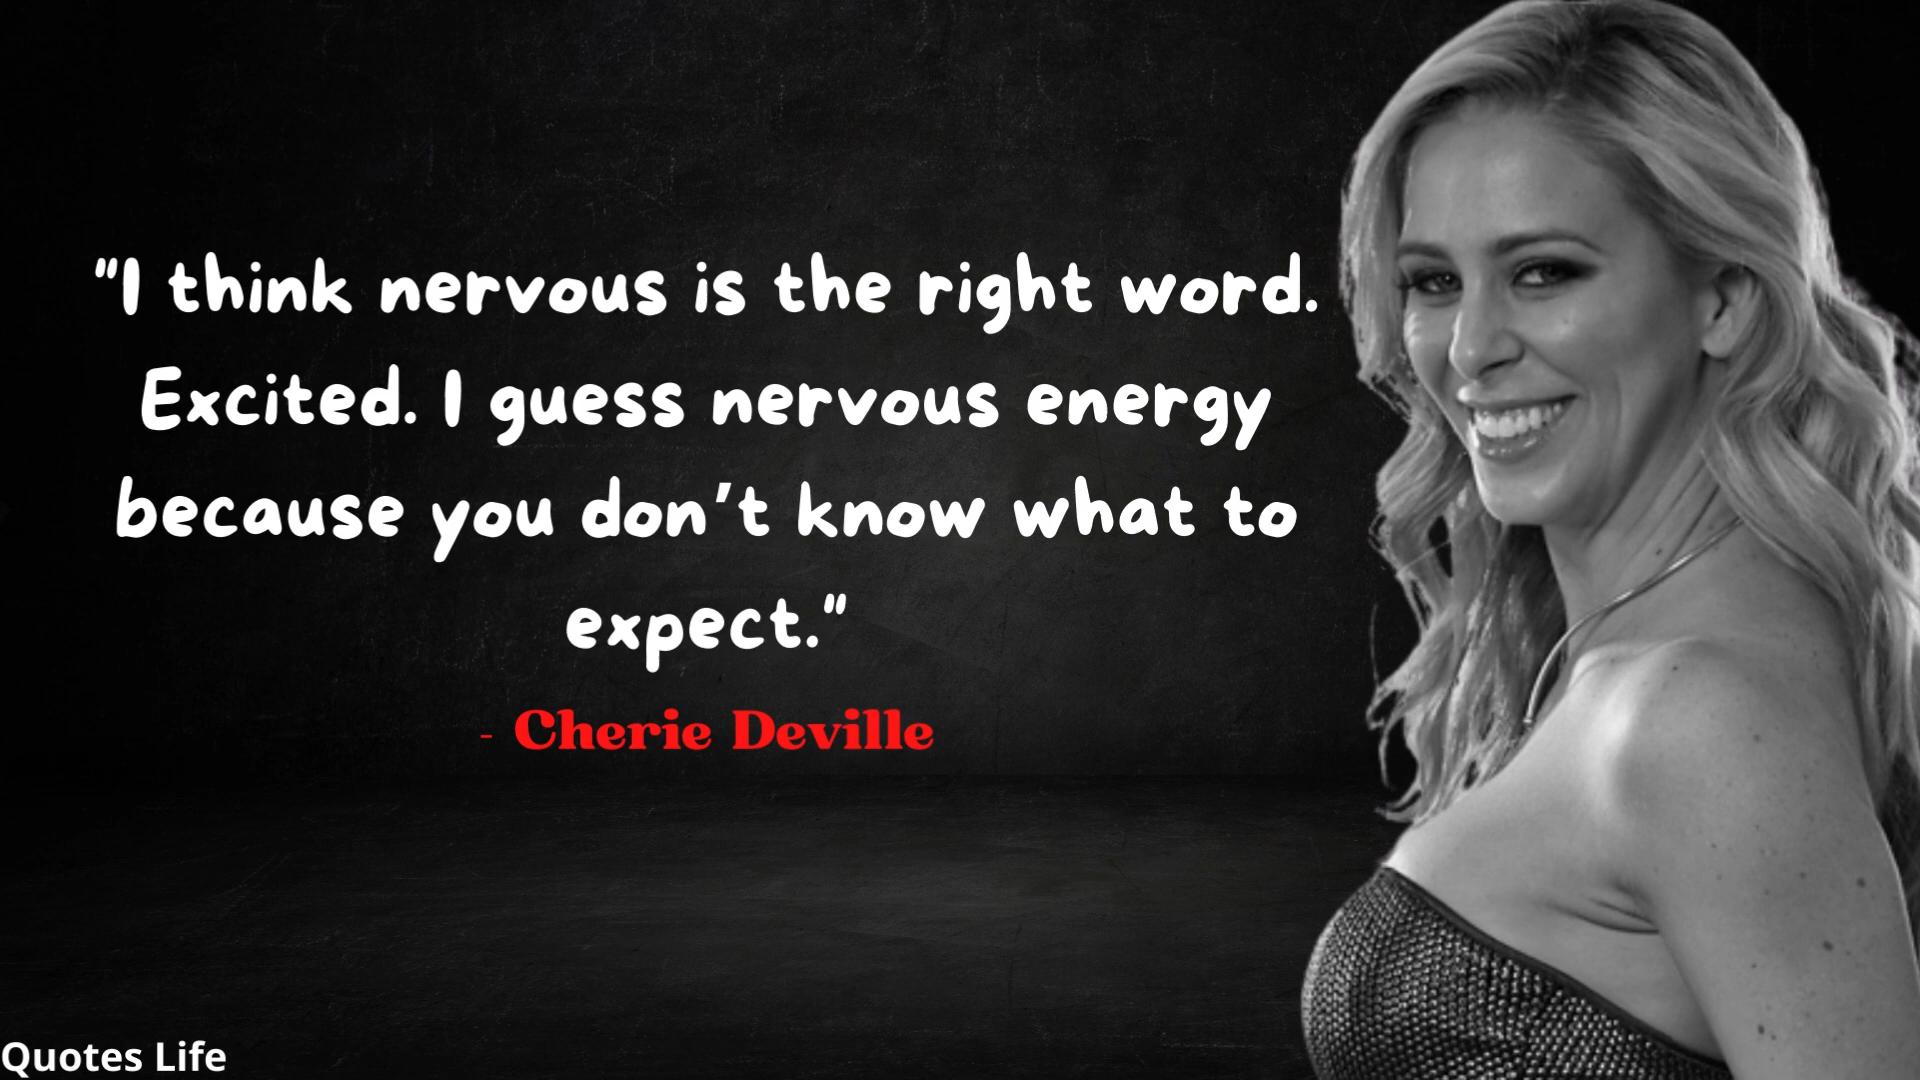 "I think nervous is the right word.
Excited. I guess nervous energy
because you don't know what to
expect."
- Cherie Deville
Quotes Life